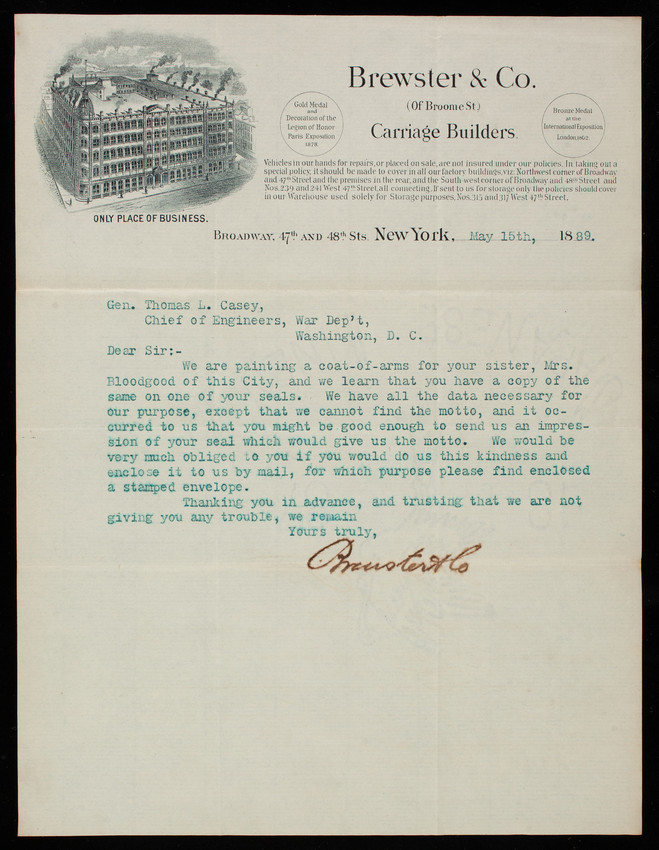 Brewster & Co.
(Of Broome St.)
Carriage Builders.
Gold Medal
and
Decoration of the
Legion of Honor
Paris Exposition
1878.
Bronze Medal
at the
International Exposition
London, 1862.
Vehicles in our hands for repairs, or placed on sale, are not insured under our policies. In taking out a
special policy, it should be made to cover in all our factory buildings, viz: Northwest corner of Broadway
and 47th Street and the premises in the rear, and the South-west corner of Broadway and 48th Street and
Nos. 239 and 241 West 47th Street, all connecting. If sent to us for storage only the policies should cover
in our Warehouse used solely for Storage purposes, Nos. 315 and 317 West 47th Street.
ONLY PLACE OF BUSINESS.
BROADWAY, 47th AND 48th Sts. New York, May 15th, 1889.
Gen. Thomas L. Casey,
Chief of Engineers, War Dep't,
Washington, D. C.
Dear Sir:-
We are painting a coat-of-arms for your sister, Mrs.
Bloodgood of this City, and we learn that you have a copy of the
same on one of your seals. We have all the data necessary for
our purpose, except that we cannot find the motto, and it oc-
curred to us that you might be good enough to send us an impres-
sion of your seal which would give us the motto. We would be
very much obliged to you if you would do us this kindness and
enclose it to us by mail, for which purpose please find enclosed
a stamped envelope.
Thanking you in advance, and trusting that we are not
giving you any trouble, we remain
Yours truly,
Brewster & Co